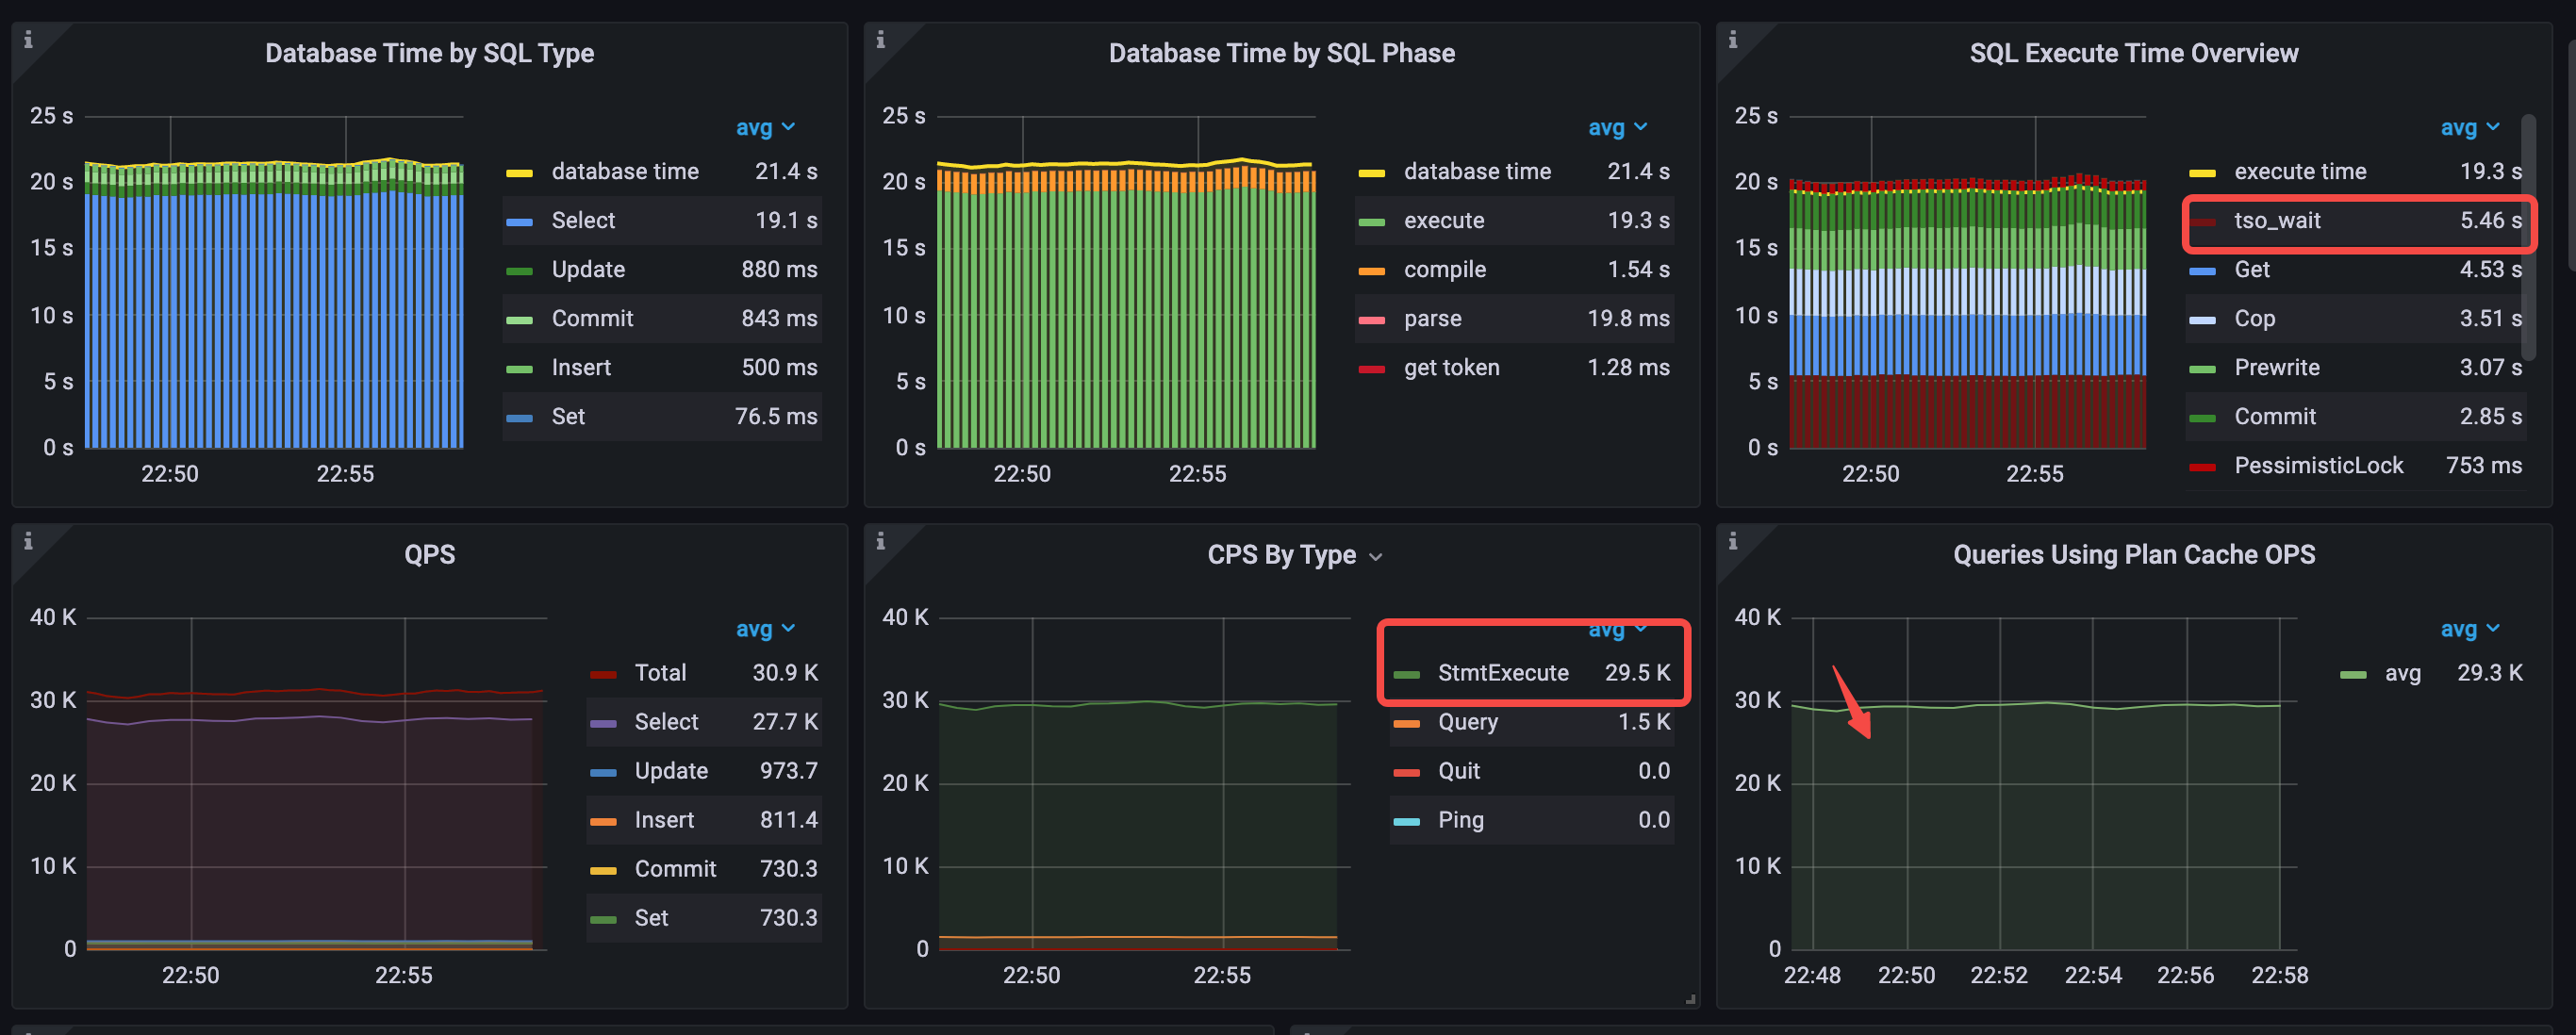 Database Time by SQL Type
25 s
20 s
15 s
10 s
5 s
0 s
22:50 22:55
avg
database time 21.4 s
Select 19.1 s
Update 880 ms
Commit 843 ms
Insert 500 ms
Set 76.5 ms
Database Time by SQL Phase
25 s
20 s
15 s
10 s
5 s
0 s
22:50 22:55
avg
database time 21.4 s
execute 19.3 s
compile 1.54 s
parse 19.8 ms
get token 1.28 ms
SQL Execute Time Overview
25 s
20 s
15 s
10 s
5 s
0 s
22:50 22:55
avg
execute time 19.3 s
tso_wait 5.46 s
Get 4.53 s
Cop 3.51 s
Prewrite 3.07 s
Commit 2.85 s
PessimisticLock 753 ms
QPS
40 K
30 K
20 K
10 K
0
22:50 22:55
avg
Total 30.9 K
Select 27.7 K
Update 973.7
Insert 811.4
Commit 730.3
Set 730.3
CPS By Type
40 K
30 K
20 K
10 K
0
22:50 22:55
avg
StmtExecute 29.5 K
Query 1.5 K
Quit 0.0
Ping 0.0
Queries Using Plan Cache OPS
40 K
30 K
20 K
10 K
0
22:48 22:50 22:52 22:54 22:56 22:58
avg
avg 29.3 K